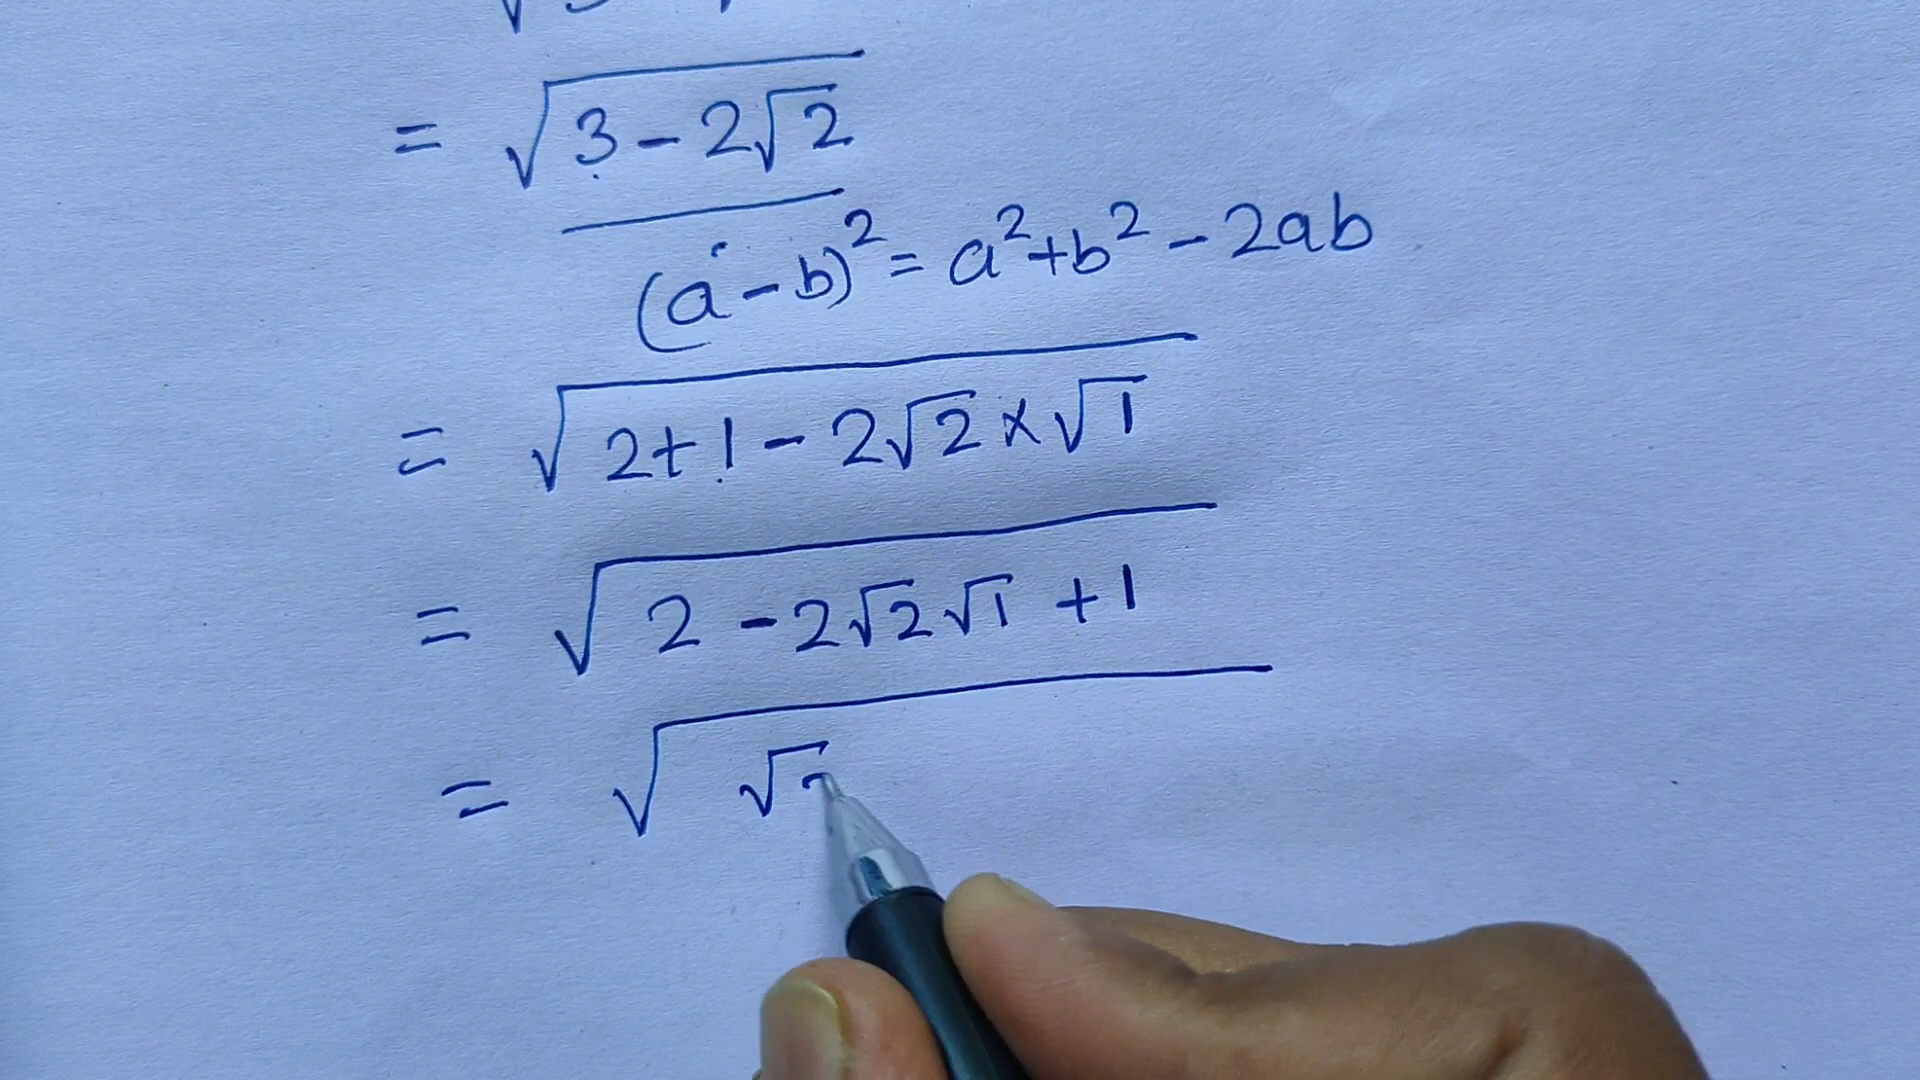 = √3-2√2
(a-b)² = a²+b²-2ab
= √2+1-2√2×√1
= √2-2√2√1+1
= √√